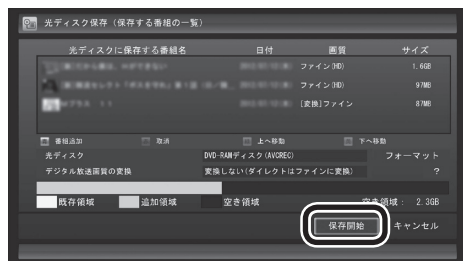 光ディスク保存（保存する番組の一覧）
光ディスクに保存する番組名 日付 画質 サイズ
ファイン(HD) 1.6GB
ファイン(HD) 97MB
[変換]ファイン 87MB
番組追加 取消 上へ移動 下へ移動
光ディスク DVD-RAMディスク(AVCREC) フォーマット
デジタル放送画質の変換 変換しない(ダイレクトはファインに変換) ?
既存領域 追加領域 空き領域 空き領域： 2.3GB
保存開始 キャンセル